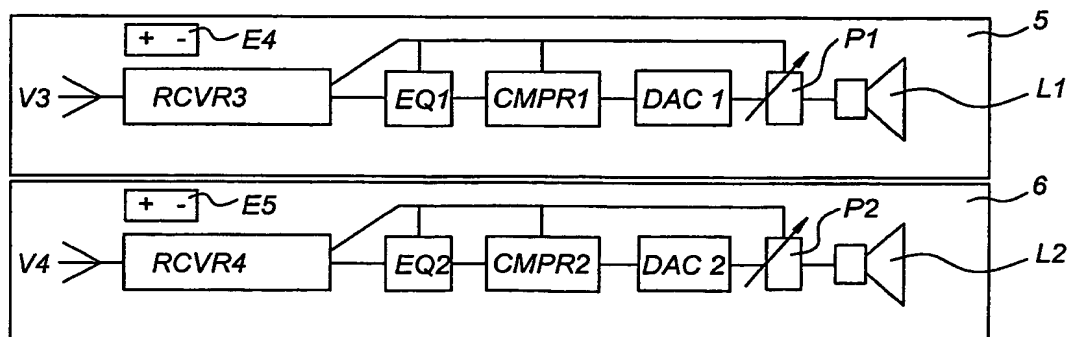 + - E4
5
P1
V3 RCVR3 EQ1 CMPR1 DAC 1 L1
+ - E5
6
P2
V4 RCVR4 EQ2 CMPR2 DAC 2 L2